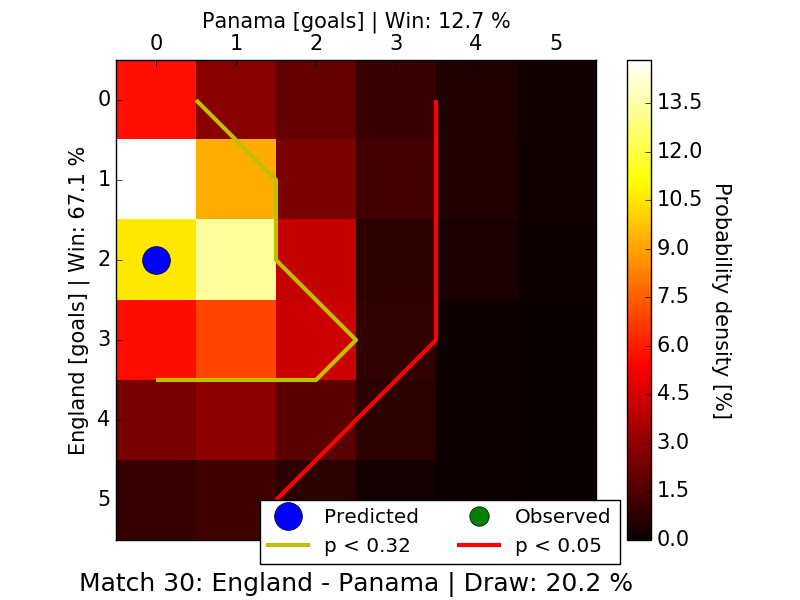 Panama [goals] | Win: 12.7 %
0 1 2 3 4 5
England [goals] | Win: 67.1 %
0
1
2
3
4
5
13.5
12.0
10.5
9.0
7.5
6.0
4.5
3.0
1.5
0.0
Probability density [%]
Predicted Observed
p < 0.32 p < 0.05
Match 30: England - Panama | Draw: 20.2 %